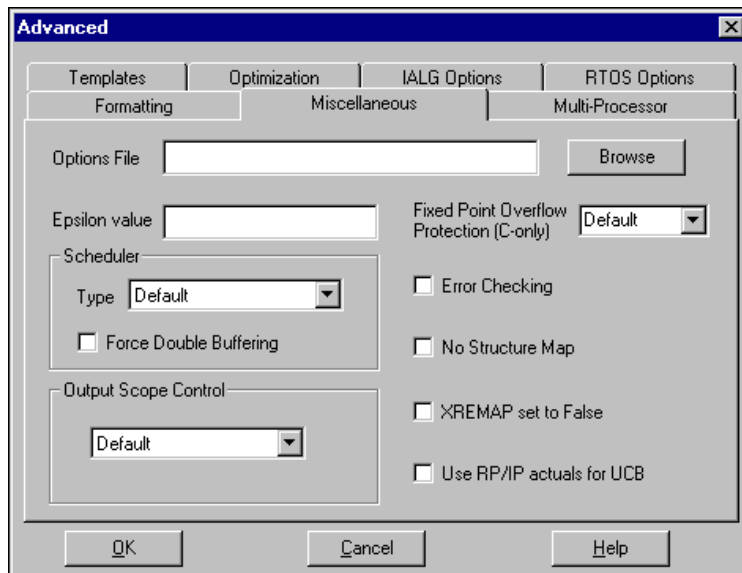 Advanced
Templates Optimization IALG Options RTOS Options
Formatting Miscellaneous Multi-Processor
Options File Browse
Epsilon value
Fixed Point Overflow
Protection (C-only) Default
Scheduler
Type Default
Force Double Buffering
Error Checking
No Structure Map
Output Scope Control
Default
XREMAP set to False
Use RP/IP actuals for UCB
OK Cancel Help